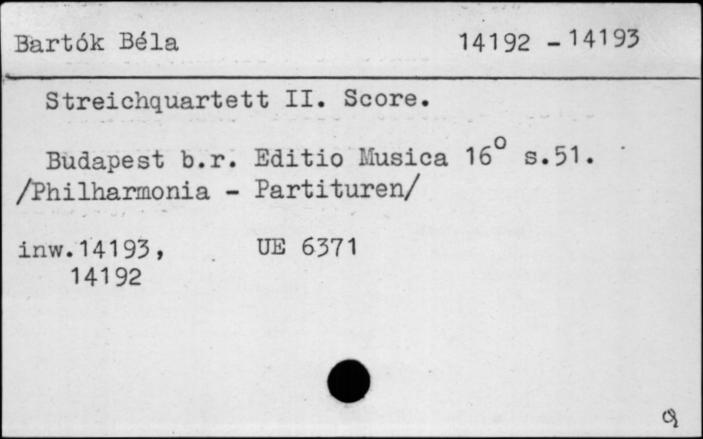 Bartók Béla 14192 - 14193
Streichquartett II. Score.
Budapest b.r. Editio Musica 16° s.51.
/Philharmonia - Partituren/
inw.14193, UE 6371
14192